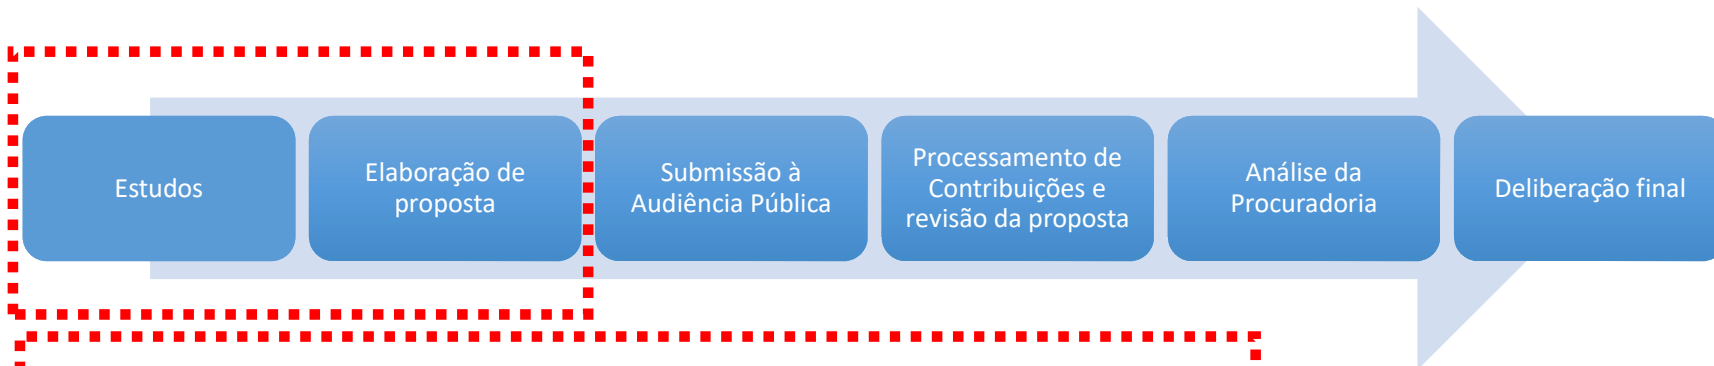 Estudos
Elaboração de
proposta
Submissão à
Audiência Pública
Processamento de
Contribuições e
revisão da proposta
Análise da
Procuradoria
Deliberação final